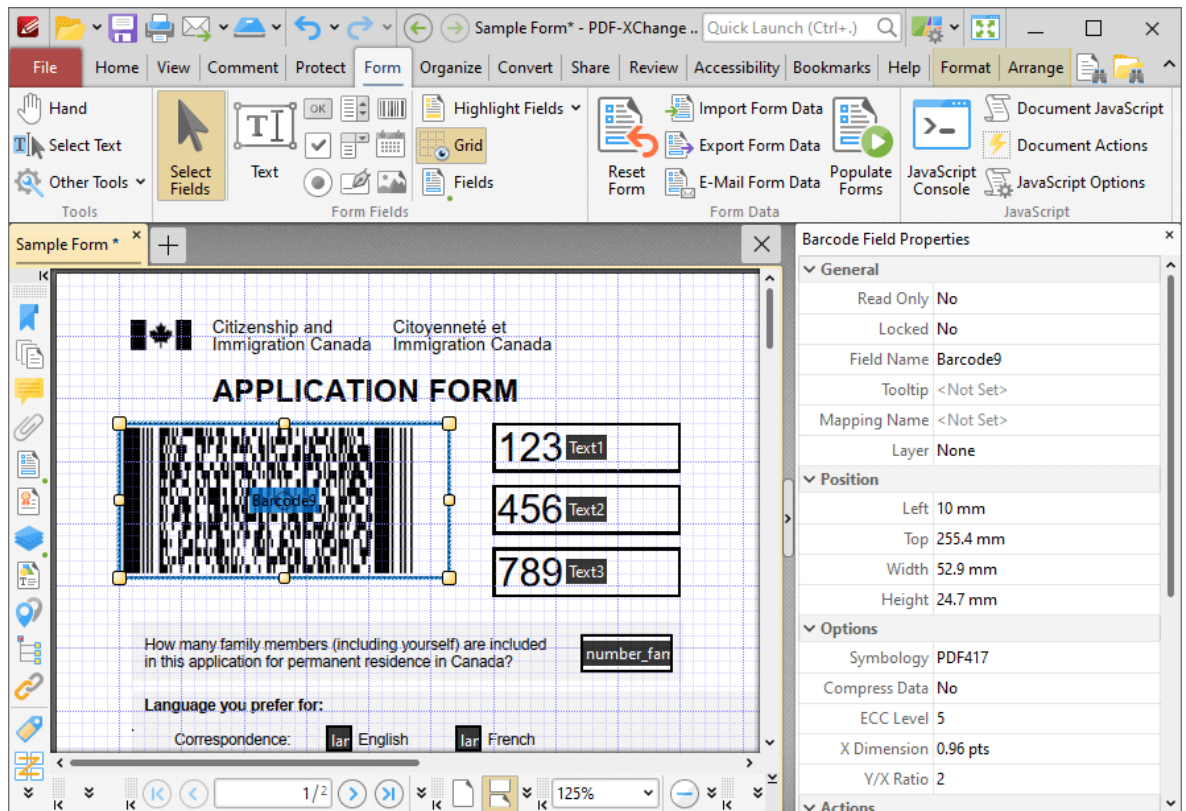 Sample Form* - PDF-XChange ..
Quick Launch (Ctrl+.)
File Home View Comment Protect Form Organize Convert Share Review Accessibility Bookmarks Help Format Arrange
Hand
Select Text
Other Tools
Tools
Select Fields
Text
OK
Highlight Fields
Grid
Fields
Form Fields
Reset Form
Import Form Data
Export Form Data
E-Mail Form Data
Populate Forms
Form Data
JavaScript Console
Document JavaScript
Document Actions
JavaScript Options
JavaScript
Sample Form *
Citizenship and Citoyenneté et
Immigration Canada Immigration Canada
APPLICATION FORM
Barcode9
123 Text1
456 Text2
789 Text3
How many family members (including yourself) are included
in this application for permanent residence in Canada?
number_fam
Language you prefer for:
Correspondence: lar English lar French
1/2
125%
Barcode Field Properties
General
Read Only No
Locked No
Field Name Barcode9
Tooltip <Not Set>
Mapping Name <Not Set>
Layer None
Position
Left 10 mm
Top 255.4 mm
Width 52.9 mm
Height 24.7 mm
Options
Symbology PDF417
Compress Data No
ECC Level 5
X Dimension 0.96 pts
Y/X Ratio 2
Actions